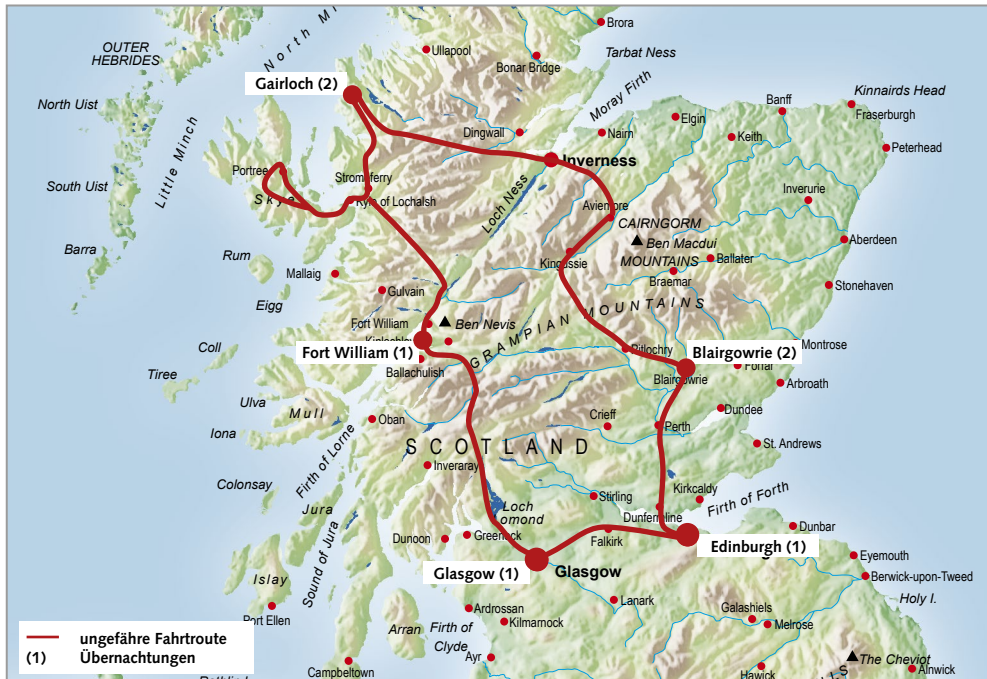 Brora
OUTER
HEBRIDES
North M
Ullapool
Tarbat Ness
Bonar Bridge
Gairloch (2)
Moray Firth
Kinnairds Head
Banff
North Uist
Elgin
Fraserburgh
Little Minch
Dingwall
Nairn
Keith
Peterhead
Inverness
Portree
South Uist
Stromeferry
Skye
Kyle of Lochalsh
Loch Ness
Inverurie
Aviemore
CAIRNGORM
Barra
Ben Macdui
Aberdeen
Rum
Kingussie
MOUNTAINS
Ballater
Mallaig
Braemar
Stonehaven
Eigg
Gulvain
GRAMPIAN MOUNTAINS
Fort William
Ben Nevis
Coll
Fort William (1)
Pitlochry
Blairgowrie (2)
Montrose
Tiree
Ballachulish
Forfar
Blairgowrie
Arbroath
Ulva
Mull
Oban
Crieff
Dundee
Iona
Perth
SCOTLAND
St. Andrews
Firth of Lorne
Inveraray
Colonsay
Kirkcaldy
Stirling
Firth of Forth
Jura
Loch
Lomond
Dunfermline
Dunbar
Sound of Jura
Dunoon
Greenock
Falkirk
Edinburgh (1)
Eyemouth
Glasgow (1)
Glasgow
Berwick-upon-Tweed
Islay
Holy I.
Lanark
Port Ellen
Ardrossan
Galashiels
Arran
Firth of
Clyde
Kilmarnock
Melrose
ungefähre Fahrtroute
(1) Übernachtungen
Ayr
The Cheviot
Campbeltown
Hawick
Alnwick